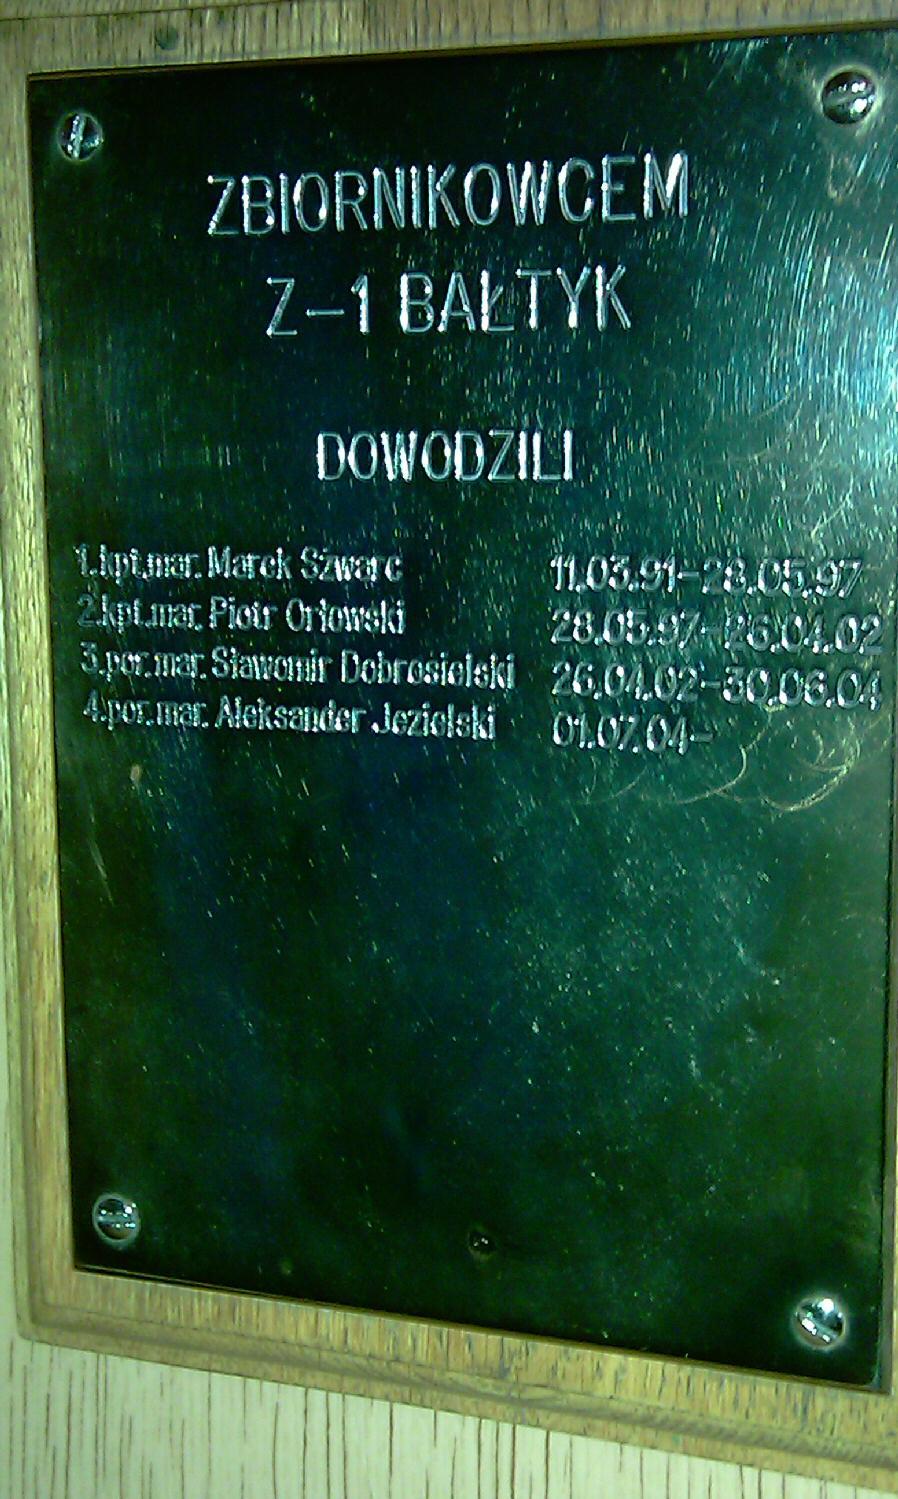 ZBIORNIKOWCEM
Z-1 BAŁTYK
DOWODZILI
1.kpt.mar. Marek Szwarc 11.03.91-28.05.97
2.kpt.mar. Piotr Orłowski 28.05.97-26.04.02
3.por.mar. Sławomir Dobrosielski 26.04.02-30.06.04
4.por.mar. Aleksander Jezielski 01.07.04-